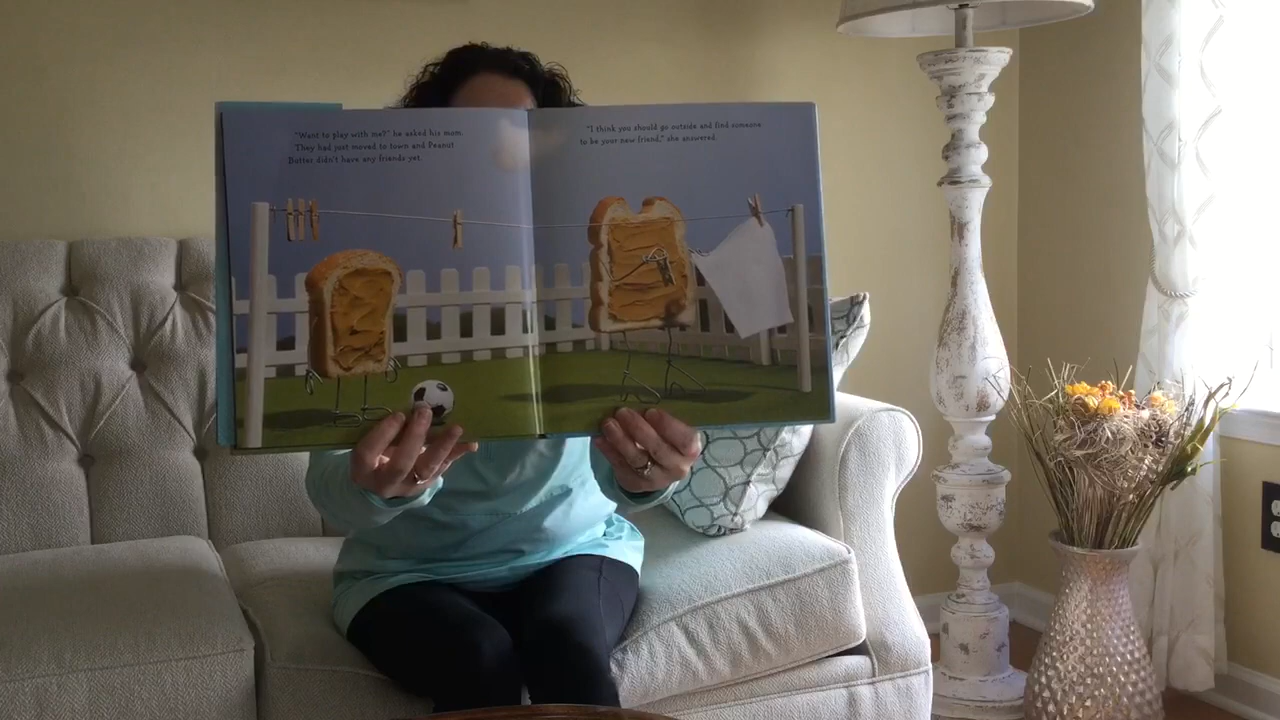 "Want to play with me?" he asked his mom.
They had just moved to town and Peanut
Butter didn't have any friends yet.
"I think you should go outside and find someone
to be your new friend," she answered.